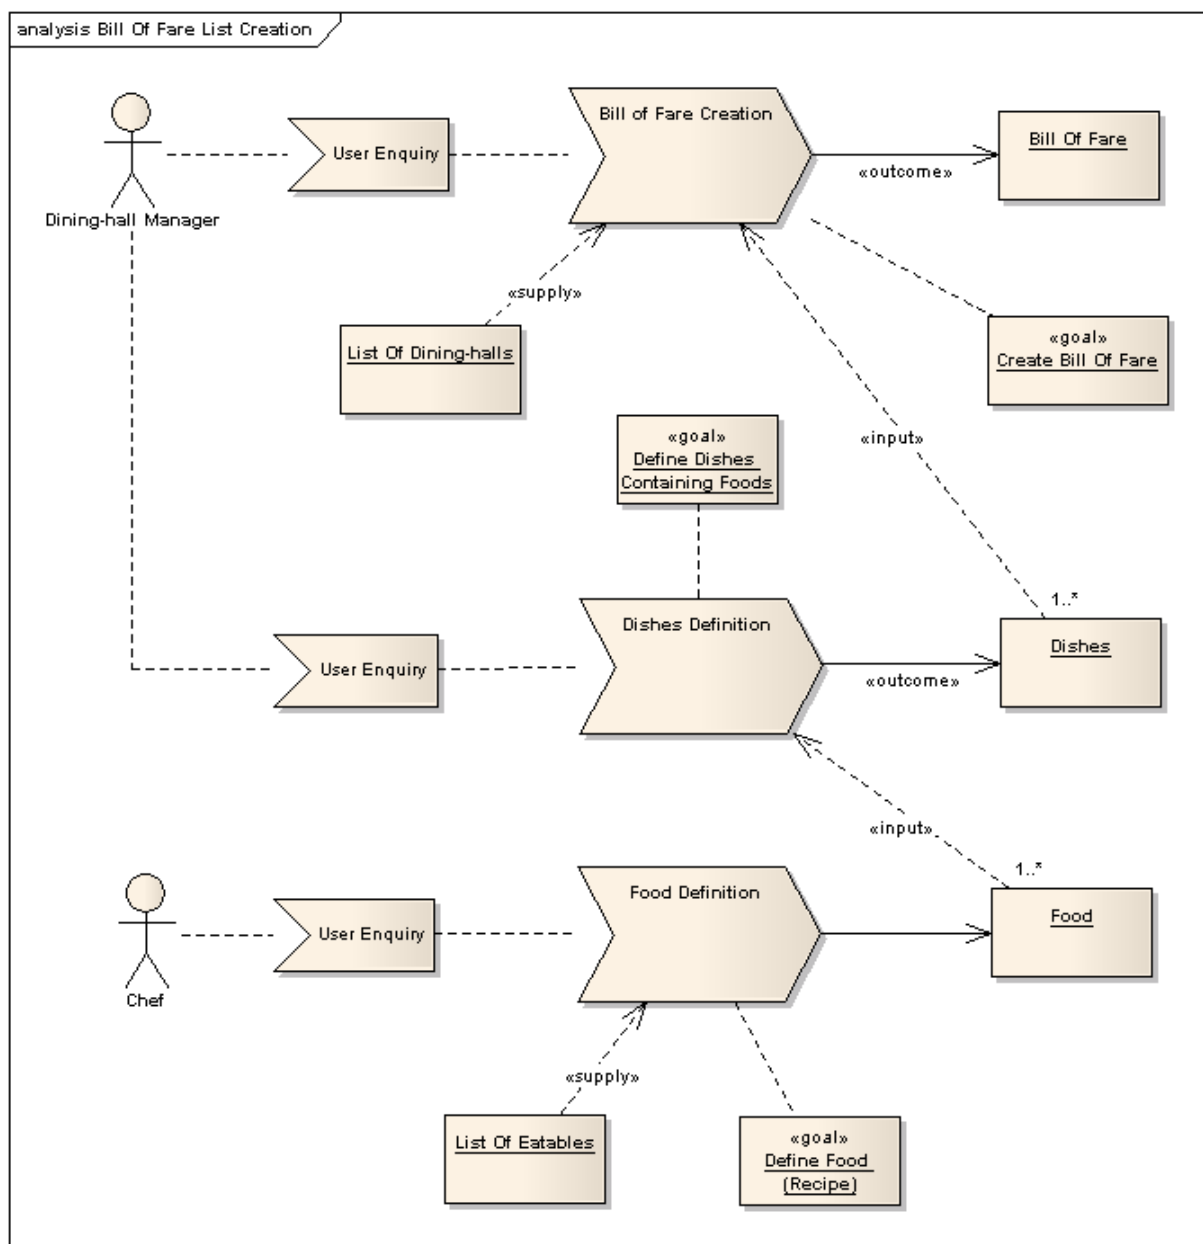 analysis Bill Of Fare List Creation
Bill of Fare Creation
Bill Of Fare
User Enquiry
«outcome»
Dining-hall Manager
«supply»
List Of Dining-halls
«goal»
Create Bill Of Fare
«input»
«goal»
Define Dishes
Containing Foods
1..*
Dishes Definition
Dishes
User Enquiry
«outcome»
«input»
1..*
Food Definition
Food
User Enquiry
Chef
«supply»
List Of Eatables
«goal»
Define Food
(Recipe)